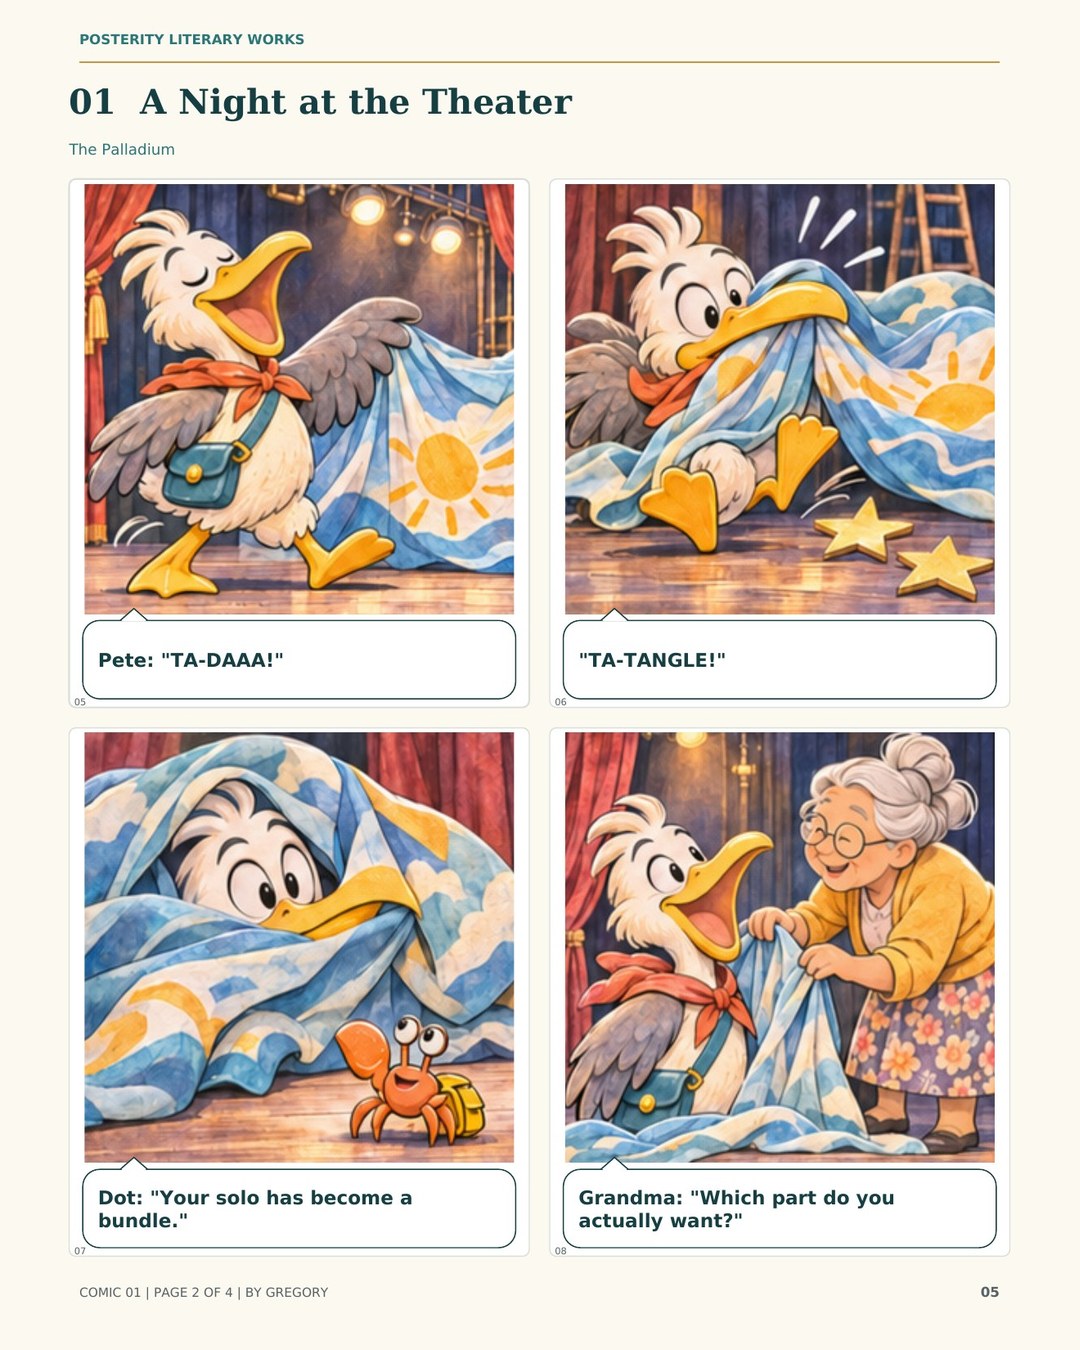 POSTERITY LITERARY WORKS
01 A Night at the Theater
The Palladium
Pete: "TA-DAAA!"
05
"TA-TANGLE!"
06
Dot: "Your solo has become a
bundle."
07
Grandma: "Which part do you
actually want?"
08
COMIC 01 | PAGE 2 OF 4 | BY GREGORY
05